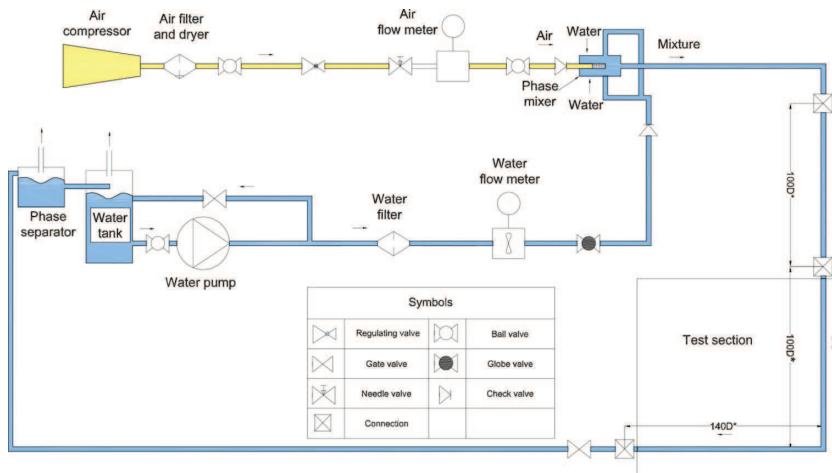 Air
compressor
Air filter
and dryer
Air
flow meter
Air
Water
Mixture
Phase
mixer
Water
100D*
Phase
separator
Water
tank
Water pump
Water
filter
Water
flow meter
100D*
Test section
Symbols
Regulating valve
Ball valve
Gate valve
Globe valve
Needle valve
Check valve
Connection
140D*